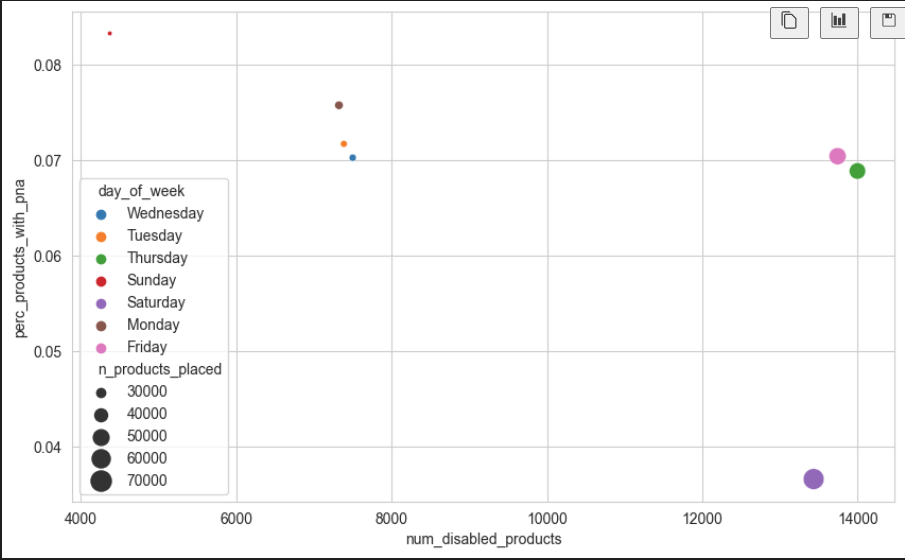 0.08
0.07
0.06
0.05
0.04
perc_products_with_pna
day_of_week
Wednesday
Tuesday
Thursday
Sunday
Saturday
Monday
Friday
n_products_placed
30000
40000
50000
60000
70000
4000 6000 8000 10000 12000 14000
num_disabled_products